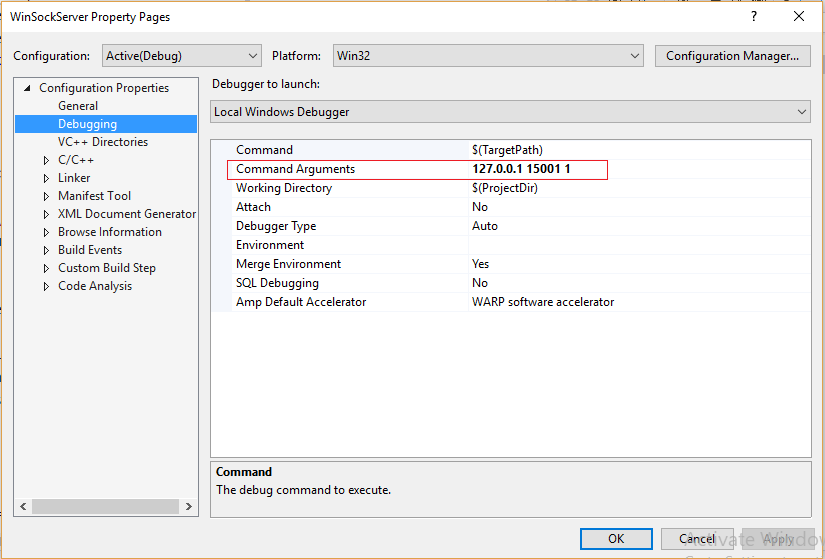 WinSockServer Property Pages
?
Configuration: Active(Debug) Platform: Win32 Configuration Manager...
Configuration Properties
General
Debugging
VC++ Directories
C/C++
Linker
Manifest Tool
XML Document Generator
Browse Information
Build Events
Custom Build Step
Code Analysis
Debugger to launch:
Local Windows Debugger
Command $(TargetPath)
Command Arguments 127.0.0.1 15001 1
Working Directory $(ProjectDir)
Attach No
Debugger Type Auto
Environment
Merge Environment Yes
SQL Debugging No
Amp Default Accelerator WARP software accelerator
Command
The debug command to execute.
OK Cancel Apply
Activate Window